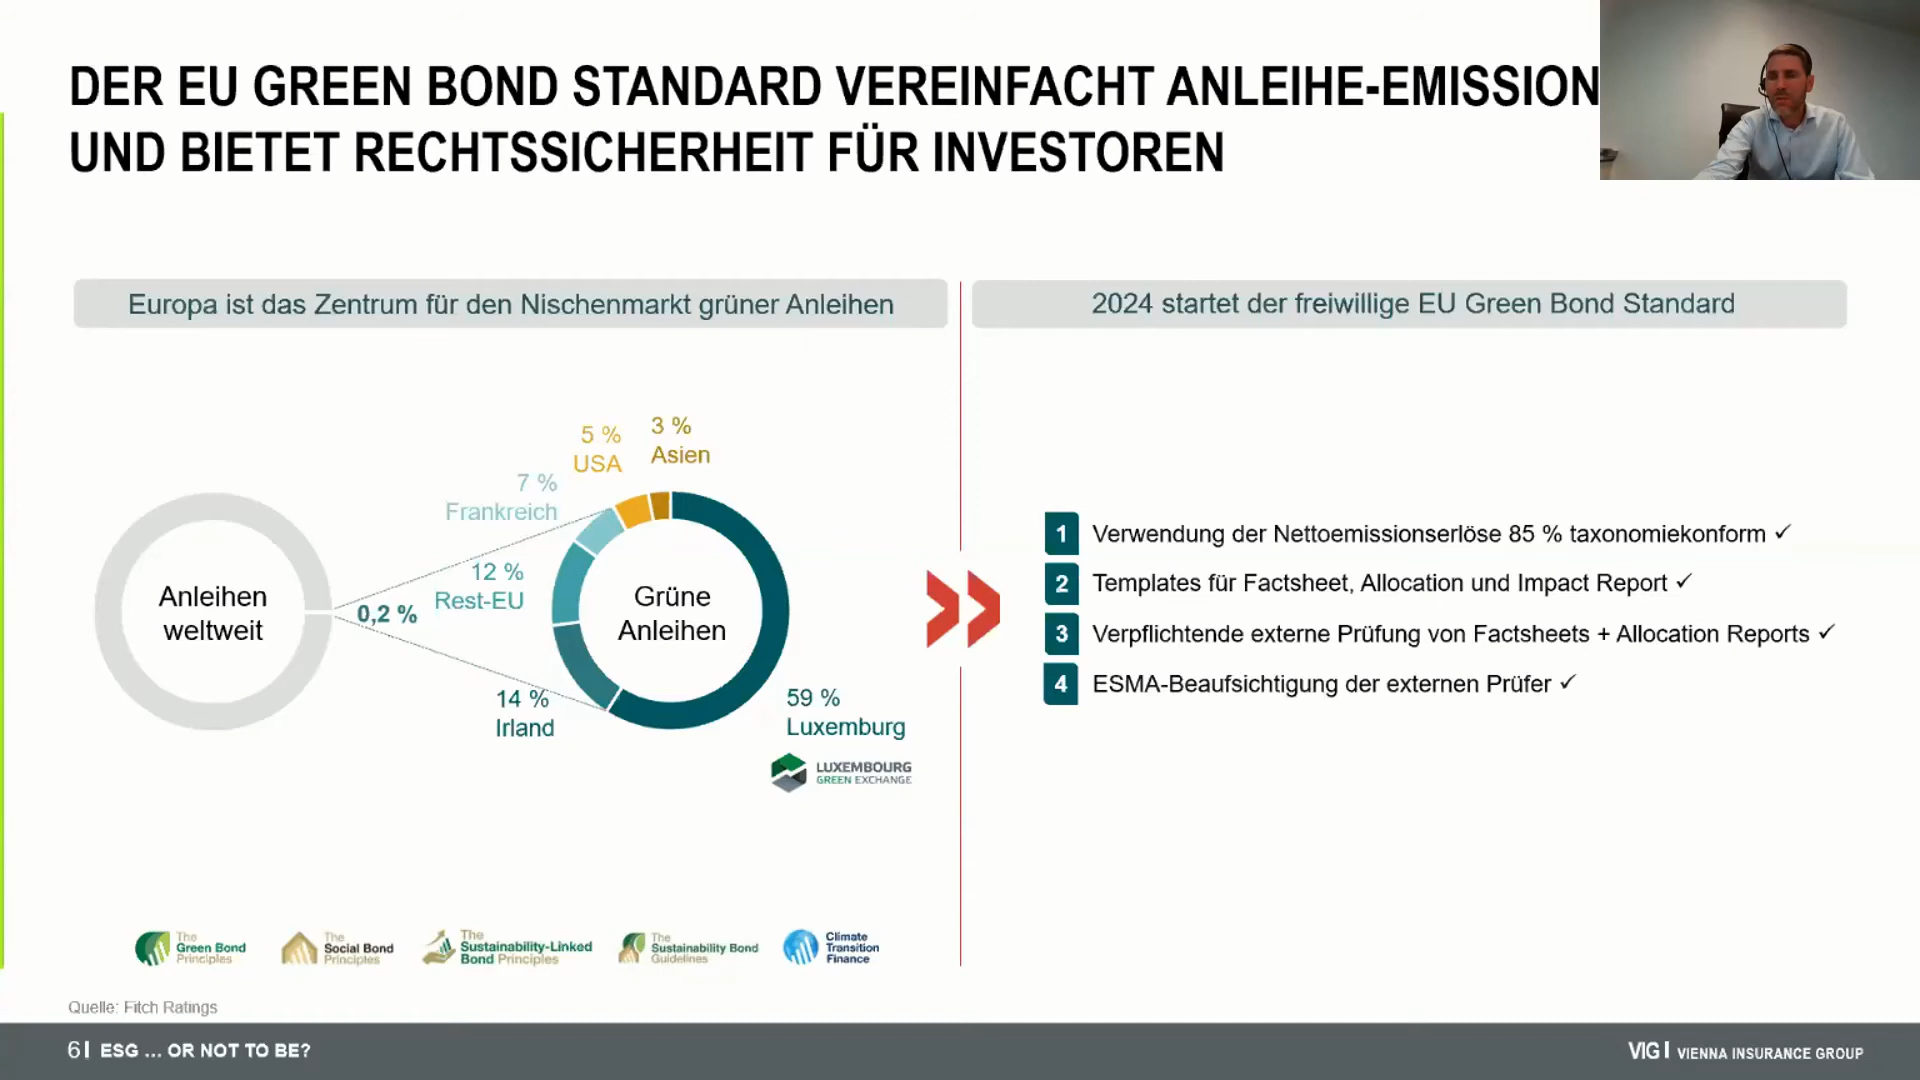 DER EU GREEN BOND STANDARD VEREINFACHT ANLEIHE-EMISSION
UND BIETET RECHTSSICHERHEIT FÜR INVESTOREN
Europa ist das Zentrum für den Nischenmarkt grüner Anleihen
Anleihen
weltweit
0,2 %
Grüne
Anleihen
3 %
Asien
5 %
USA
7 %
Frankreich
12 %
Rest-EU
14 %
Irland
59 %
Luxemburg
LUXEMBOURG
GREEN EXCHANGE
The
Green Bond
Principles
The
Social Bond
Principles
The
Sustainability-Linked
Bond Principles
The
Sustainability Bond
Guidelines
Climate
Transition
Finance
2024 startet der freiwillige EU Green Bond Standard
1 Verwendung der Nettoemissionserlöse 85 % taxonomiekonform ✓
2 Templates für Factsheet, Allocation und Impact Report ✓
3 Verpflichtende externe Prüfung von Factsheets + Allocation Reports ✓
4 ESMA-Beaufsichtigung der externen Prüfer ✓
Quelle: Fitch Ratings
6 | ESG ... OR NOT TO BE?
VIG | VIENNA INSURANCE GROUP